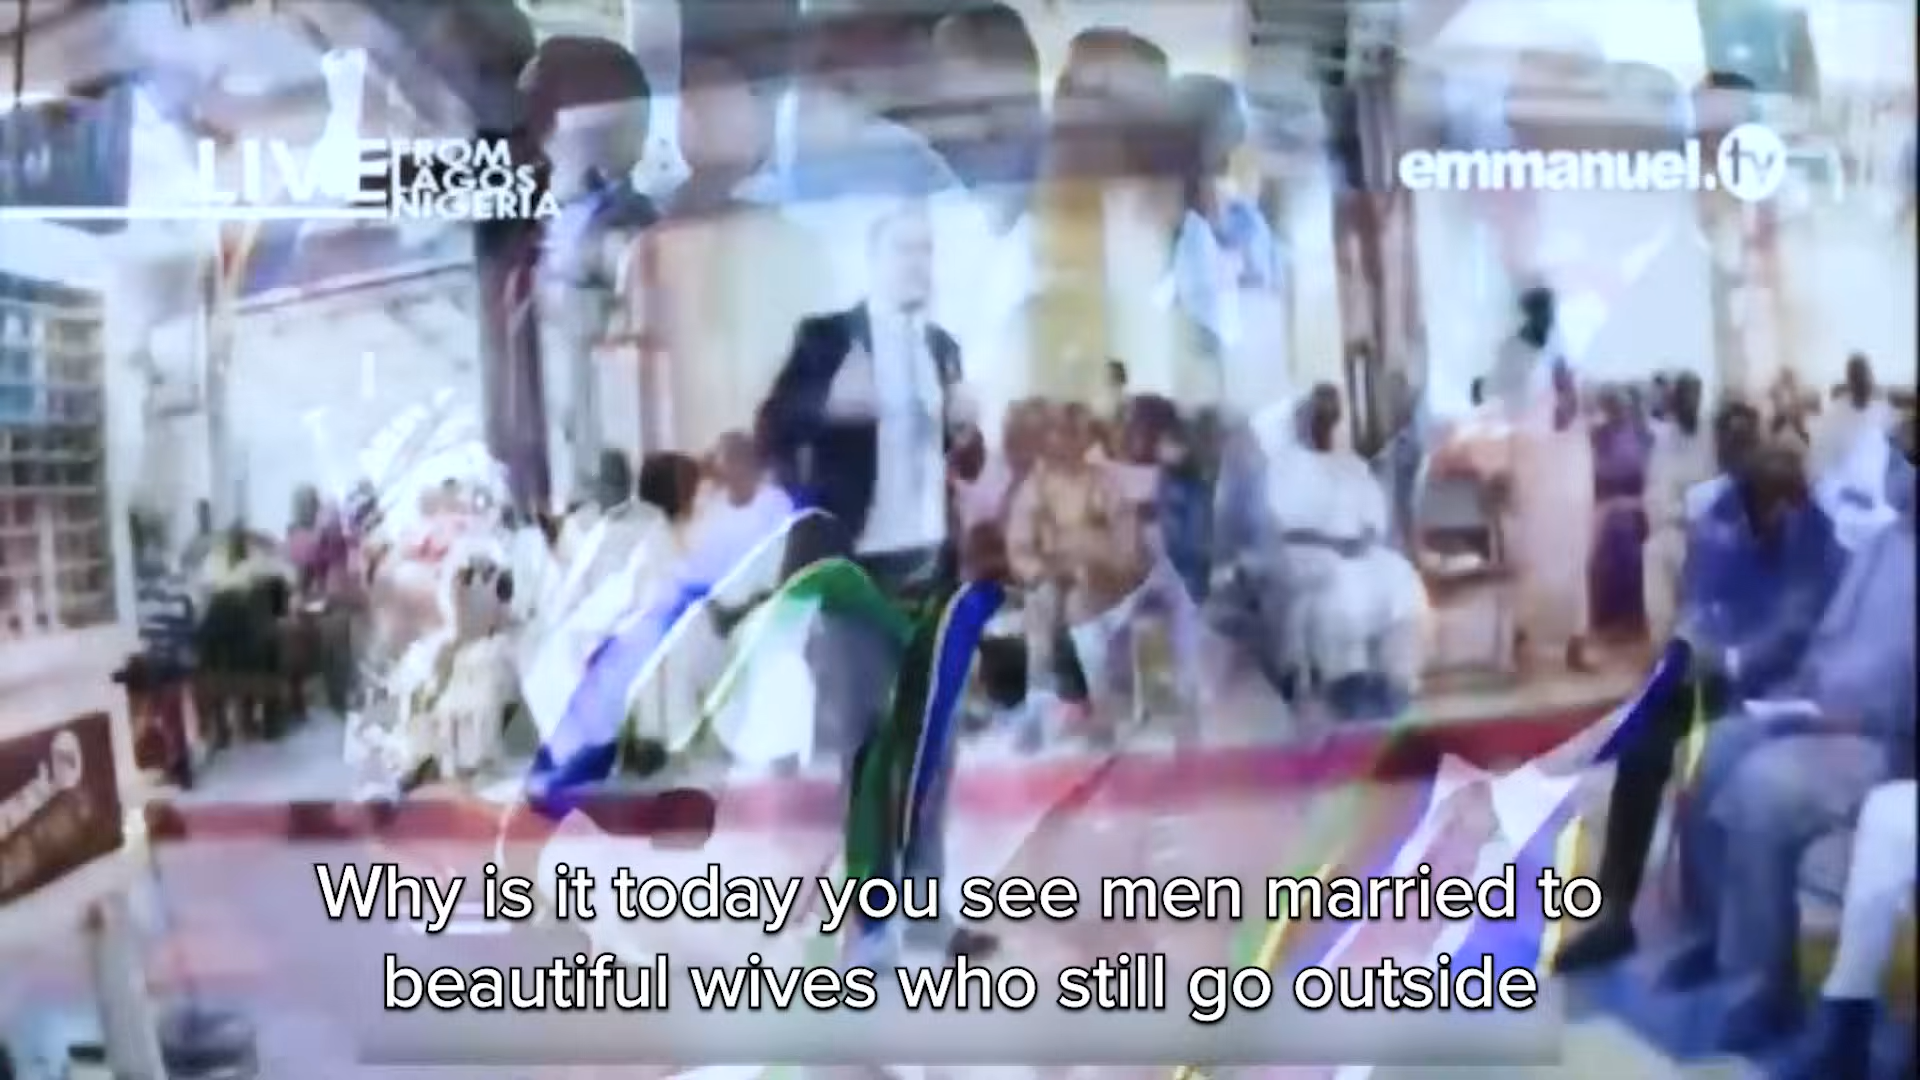 LIVE
FROM
LAGOS
NIGERIA
emmanuel.tv
Why is it today you see men married to
beautiful wives who still go outside